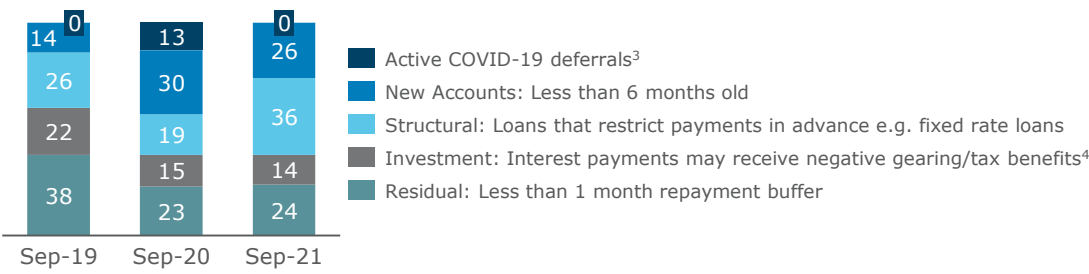 0
14
26
22
38
Sep-19
13
30
19
15
23
Sep-20
0
26
36
14
24
Sep-21
Active COVID-19 deferrals³
New Accounts: Less than 6 months old
Structural: Loans that restrict payments in advance e.g. fixed rate loans
Investment: Interest payments may receive negative gearing/tax benefits⁴
Residual: Less than 1 month repayment buffer